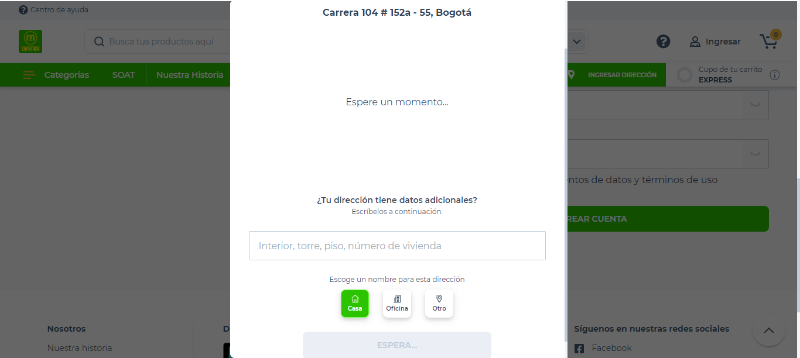 Centro de ayuda
Carrera 104 # 152a - 55, Bogotá
Busca tus productos aquí
Ingresar
0
Categorías
SOAT
Nuestra Historia
INGRESAR DIRECCIÓN
Cupo de tu carrito
EXPRESS
Espere un momento...
ntos de datos y términos de uso
¿Tu dirección tiene datos adicionales?
Escríbelos a continuación
REAR CUENTA
Interior, torre, piso, número de vivienda
Escoge un nombre para esta dirección
Casa
Oficina
Otro
Nosotros
D
Síguenos en nuestras redes sociales
ESPERA...
Nuestra historia
Facebook